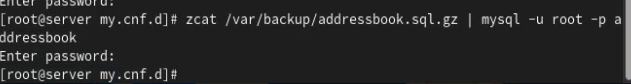 Enter password:
[root@server my.cnf.d]# zcat /var/backup/addressbook.sql.gz | mysql -u root -p a
ddressbook
Enter password:
[root@server my.cnf.d]#